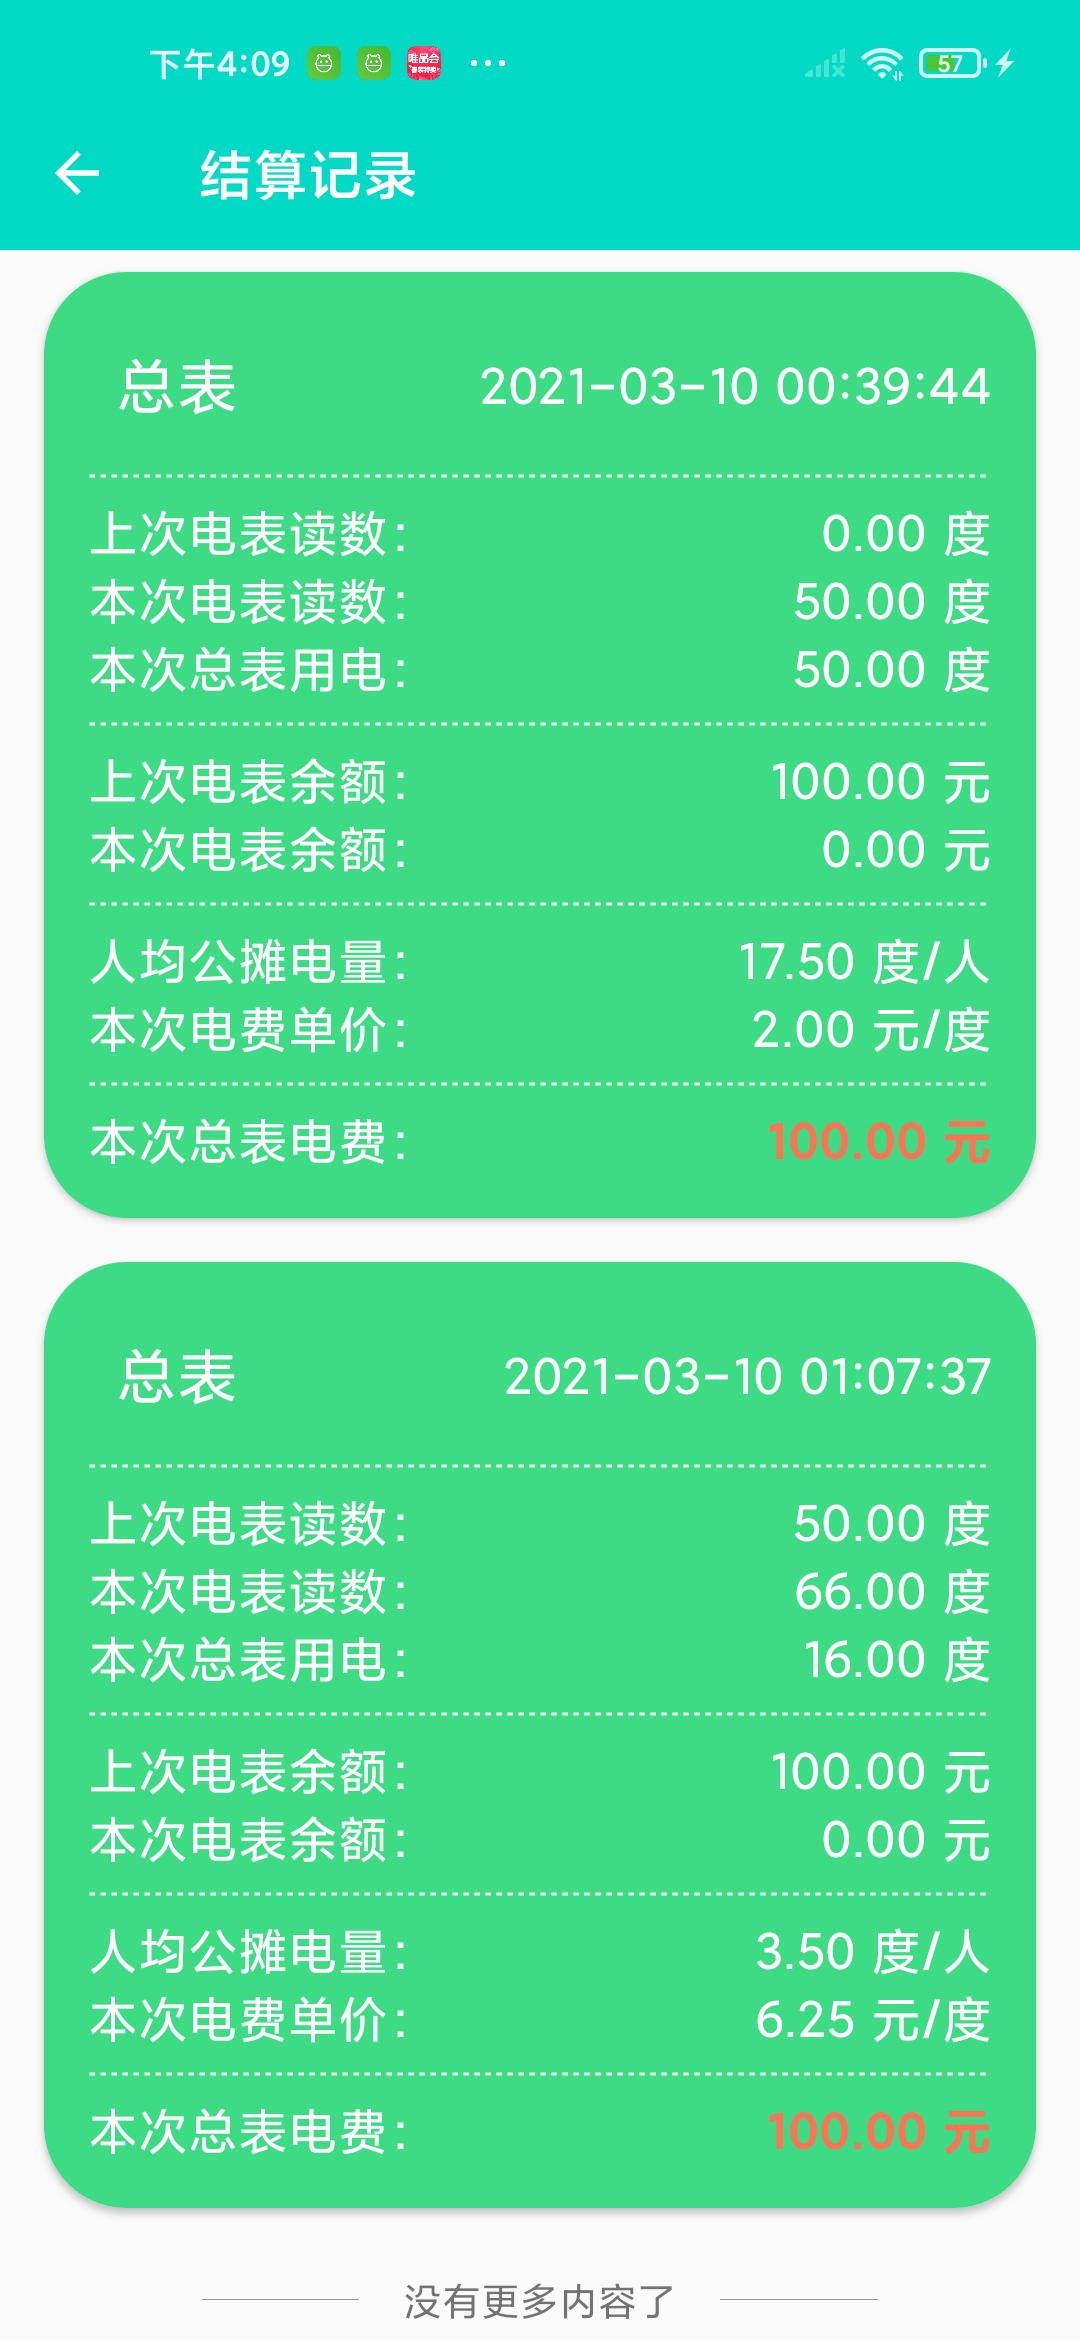 下午4:09 唯品会 57
结算记录
总表 2021-03-10 00:39:44
上次电表读数: 0.00 度
本次电表读数: 50.00 度
本次总表用电: 50.00 度
上次电表余额: 100.00 元
本次电表余额: 0.00 元
人均公摊电量: 17.50 度/人
本次电费单价: 2.00 元/度
本次总表电费: 100.00 元
总表 2021-03-10 01:07:37
上次电表读数: 50.00 度
本次电表读数: 66.00 度
本次总表用电: 16.00 度
上次电表余额: 100.00 元
本次电表余额: 0.00 元
人均公摊电量: 3.50 度/人
本次电费单价: 6.25 元/度
本次总表电费: 100.00 元
没有更多内容了